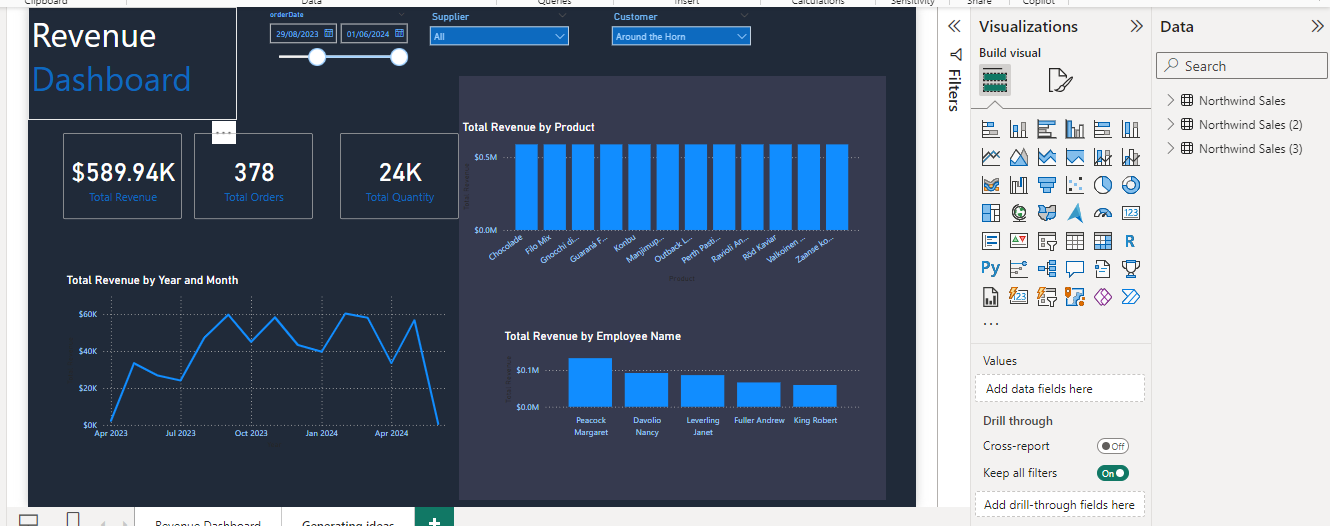 Clipboard Data Queries Insert Calculations Sensitivity Share Copilot
Revenue
Dashboard
orderDate
29/08/2023 01/06/2024
Supplier
All
Customer
Around the Horn
$589.94K
Total Revenue
378
Total Orders
24K
Total Quantity
Total Revenue by Product
$0.5M
$0.0M
Total Revenue
Chocolade Filo Mix Gnocchi di... Guaraná F... Konbu Manjimup... Outback L... Perth Pasti... Ravioli An... Röd Kaviar Valkoinen ... Zaanse ko...
Product
Total Revenue by Year and Month
$60K
$40K
$20K
$0K
Apr 2023 Jul 2023 Oct 2023 Jan 2024 Apr 2024
Total Revenue by Employee Name
$0.1M
$0.0M
Total Revenue
Peacock Margaret Davolio Nancy Leverling Janet Fuller Andrew King Robert
Revenue Dashboard Generating ideas
Filters
Visualizations
Build visual
Values
Add data fields here
Drill through
Cross-report Off
Keep all filters On
Add drill-through fields here
Data
Search
Northwind Sales
Northwind Sales (2)
Northwind Sales (3)
123
R
Py
123